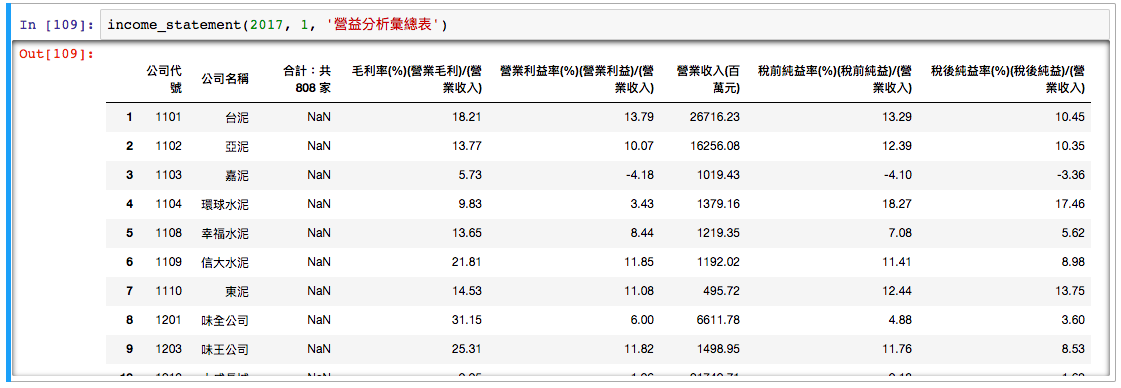 In [109]: income_statement(2017, 1, '營益分析彙總表')
Out[109]:
公司代號 公司名稱 合計：共 808 家 毛利率(%)(營業毛利)/(營業收入) 營業利益率(%)(營業利益)/(營業收入) 營業收入(百萬元) 稅前純益率(%)(稅前純益)/(營業收入) 稅後純益率(%)(稅後純益)/(營業收入)
1 1101 台泥 NaN 18.21 13.79 26716.23 13.29 10.45
2 1102 亞泥 NaN 13.77 10.07 16256.08 12.39 10.35
3 1103 嘉泥 NaN 5.73 -4.18 1019.43 -4.10 -3.36
4 1104 環球水泥 NaN 9.83 3.43 1379.16 18.27 17.46
5 1108 幸福水泥 NaN 13.65 8.44 1219.35 7.08 5.62
6 1109 信大水泥 NaN 21.81 11.85 1192.02 11.41 8.98
7 1110 東泥 NaN 14.53 11.08 495.72 12.44 13.75
8 1201 味全公司 NaN 31.15 6.00 6611.78 4.88 3.60
9 1203 味王公司 NaN 25.31 11.82 1498.95 11.76 8.53